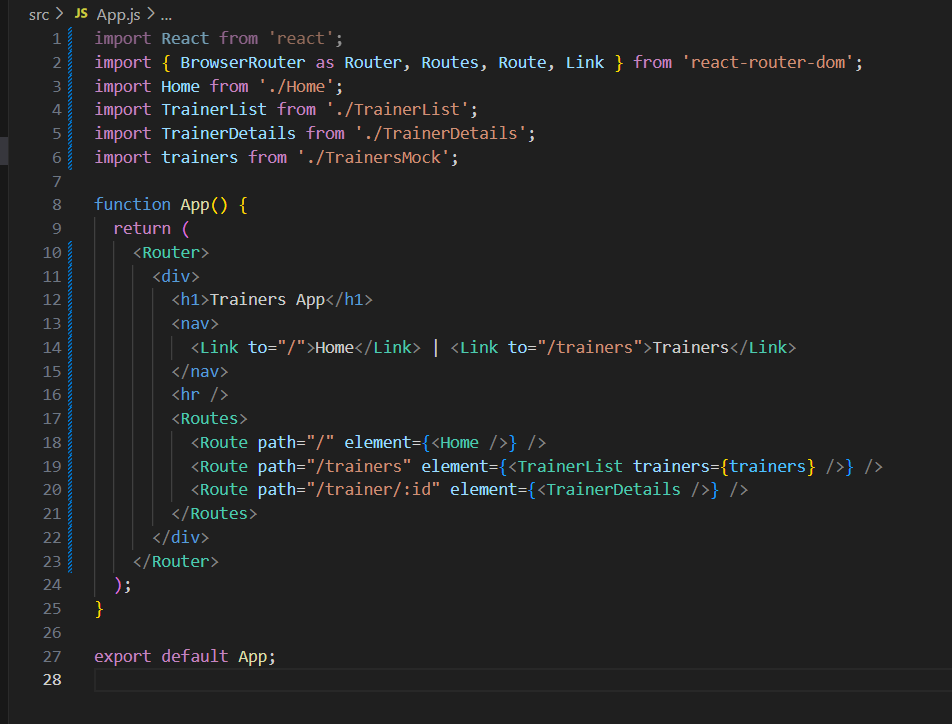 src > JS App.js > ...
1 import React from 'react';
2 import { BrowserRouter as Router, Routes, Route, Link } from 'react-router-dom';
3 import Home from './Home';
4 import TrainerList from './TrainerList';
5 import TrainerDetails from './TrainerDetails';
6 import trainers from './TrainersMock';
7
8 function App() {
9   return (
10     <Router>
11       <div>
12         <h1>Trainers App</h1>
13         <nav>
14           <Link to="/">Home</Link> | <Link to="/trainers">Trainers</Link>
15         </nav>
16         <hr />
17         <Routes>
18           <Route path="/" element={<Home />} />
19           <Route path="/trainers" element={<TrainerList trainers={trainers} />} />
20           <Route path="/trainer/:id" element={<TrainerDetails />} />
21         </Routes>
22       </div>
23     </Router>
24   );
25 }
26
27 export default App;
28